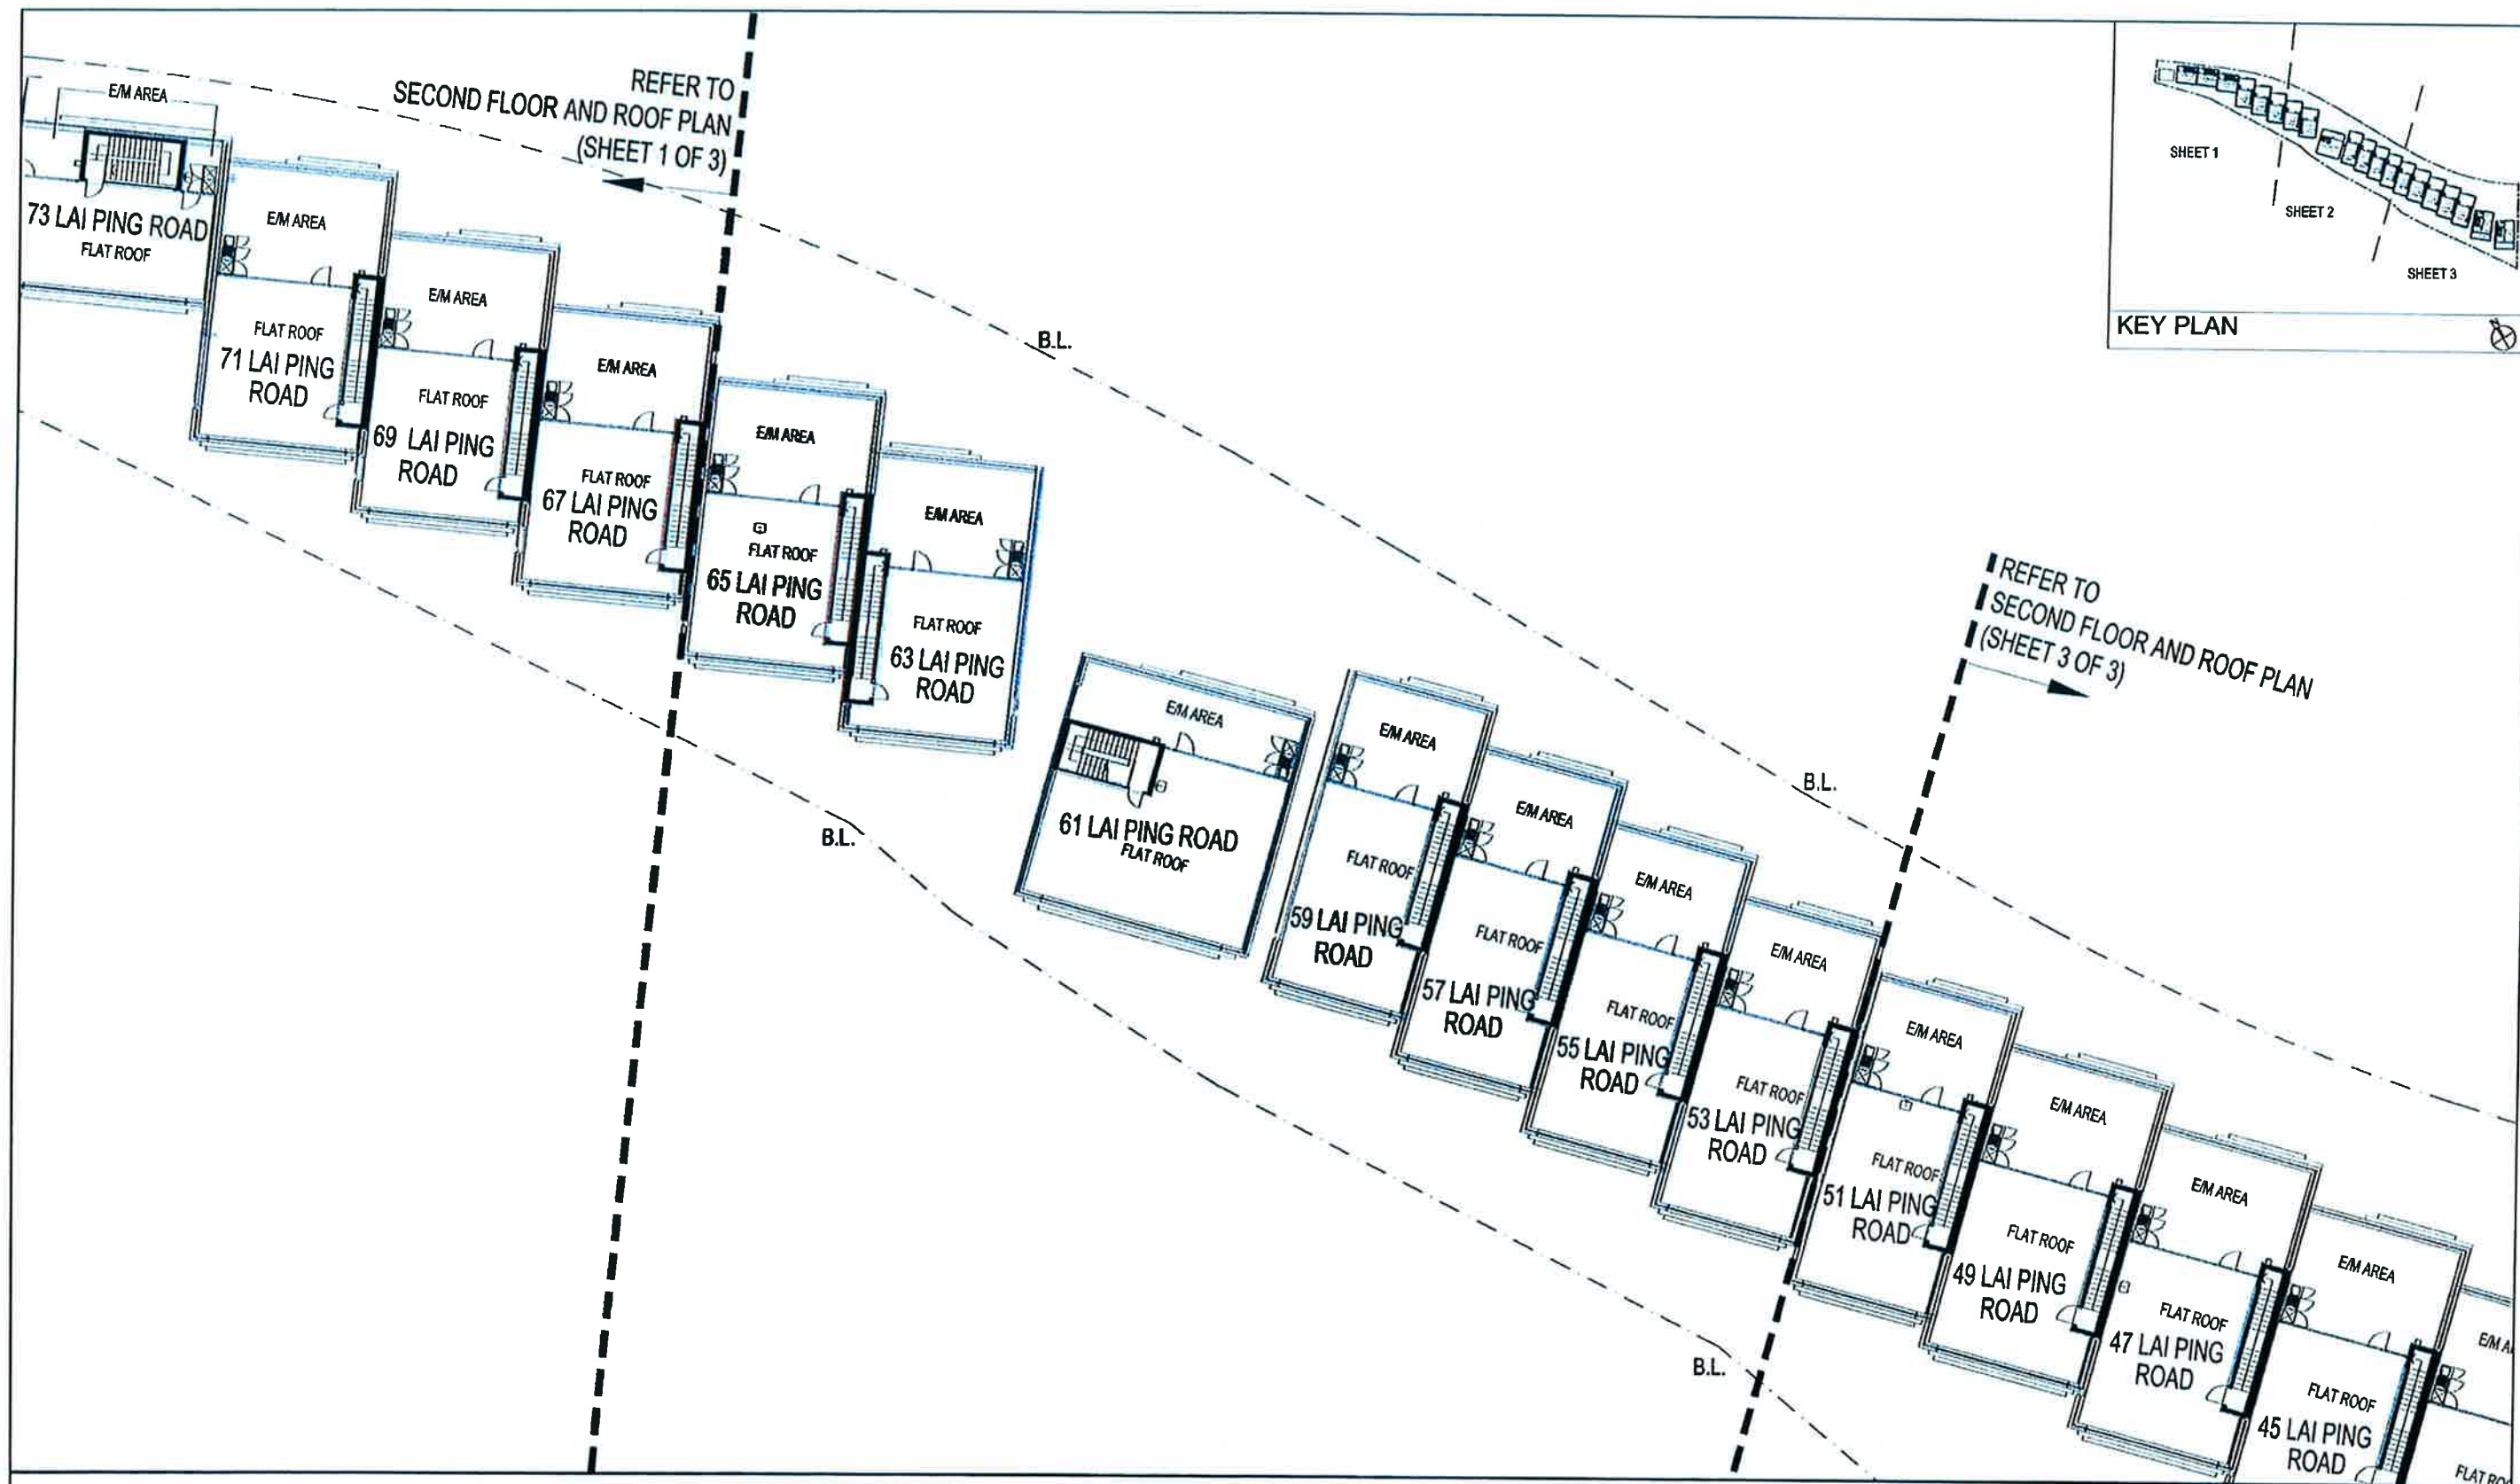 REFER TO
SECOND FLOOR AND ROOF PLAN
(SHEET 1 OF 3)
E/M AREA
73 LAI PING ROAD
FLAT ROOF
E/M AREA
FLAT ROOF
71 LAI PING
ROAD
E/M AREA
FLAT ROOF
69 LAI PING
ROAD
E/M AREA
FLAT ROOF
67 LAI PING
ROAD
E/M AREA
FLAT ROOF
65 LAI PING
ROAD
E/M AREA
FLAT ROOF
63 LAI PING
ROAD
B.L.
B.L.
E/M AREA
61 LAI PING ROAD
FLAT ROOF
E/M AREA
FLAT ROOF
59 LAI PING
ROAD
E/M AREA
FLAT ROOF
57 LAI PING
ROAD
E/M AREA
FLAT ROOF
55 LAI PING
ROAD
E/M AREA
FLAT ROOF
53 LAI PING
ROAD
B.L.
B.L.
REFER TO
SECOND FLOOR AND ROOF PLAN
(SHEET 3 OF 3)
E/M AREA
FLAT ROOF
51 LAI PING
ROAD
E/M AREA
FLAT ROOF
49 LAI PING
ROAD
E/M AREA
FLAT ROOF
47 LAI PING
ROAD
E/M AREA
FLAT ROOF
45 LAI PING
ROAD
E/M A
FLAT RO
SHEET 1
SHEET 2
SHEET 3
KEY PLAN